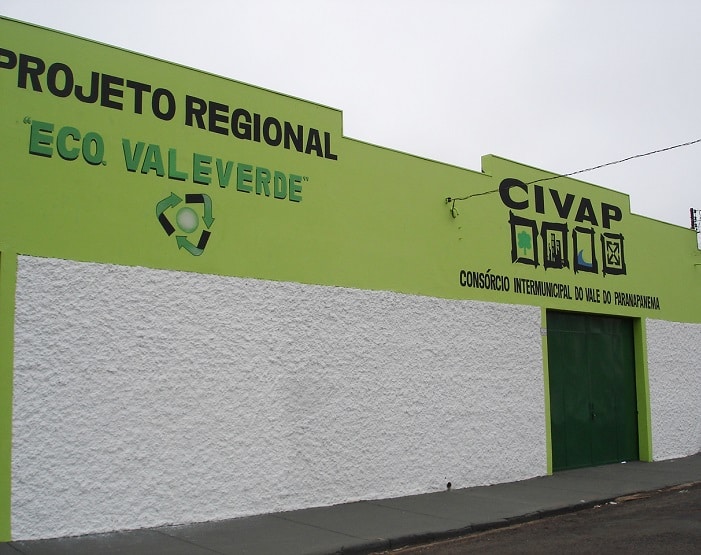 PROJETO REGIONAL
"ECO. VALEVERDE"
CIVAP
CONSÓRCIO INTERMUNICIPAL DO VALE DO PARANAPANEMA